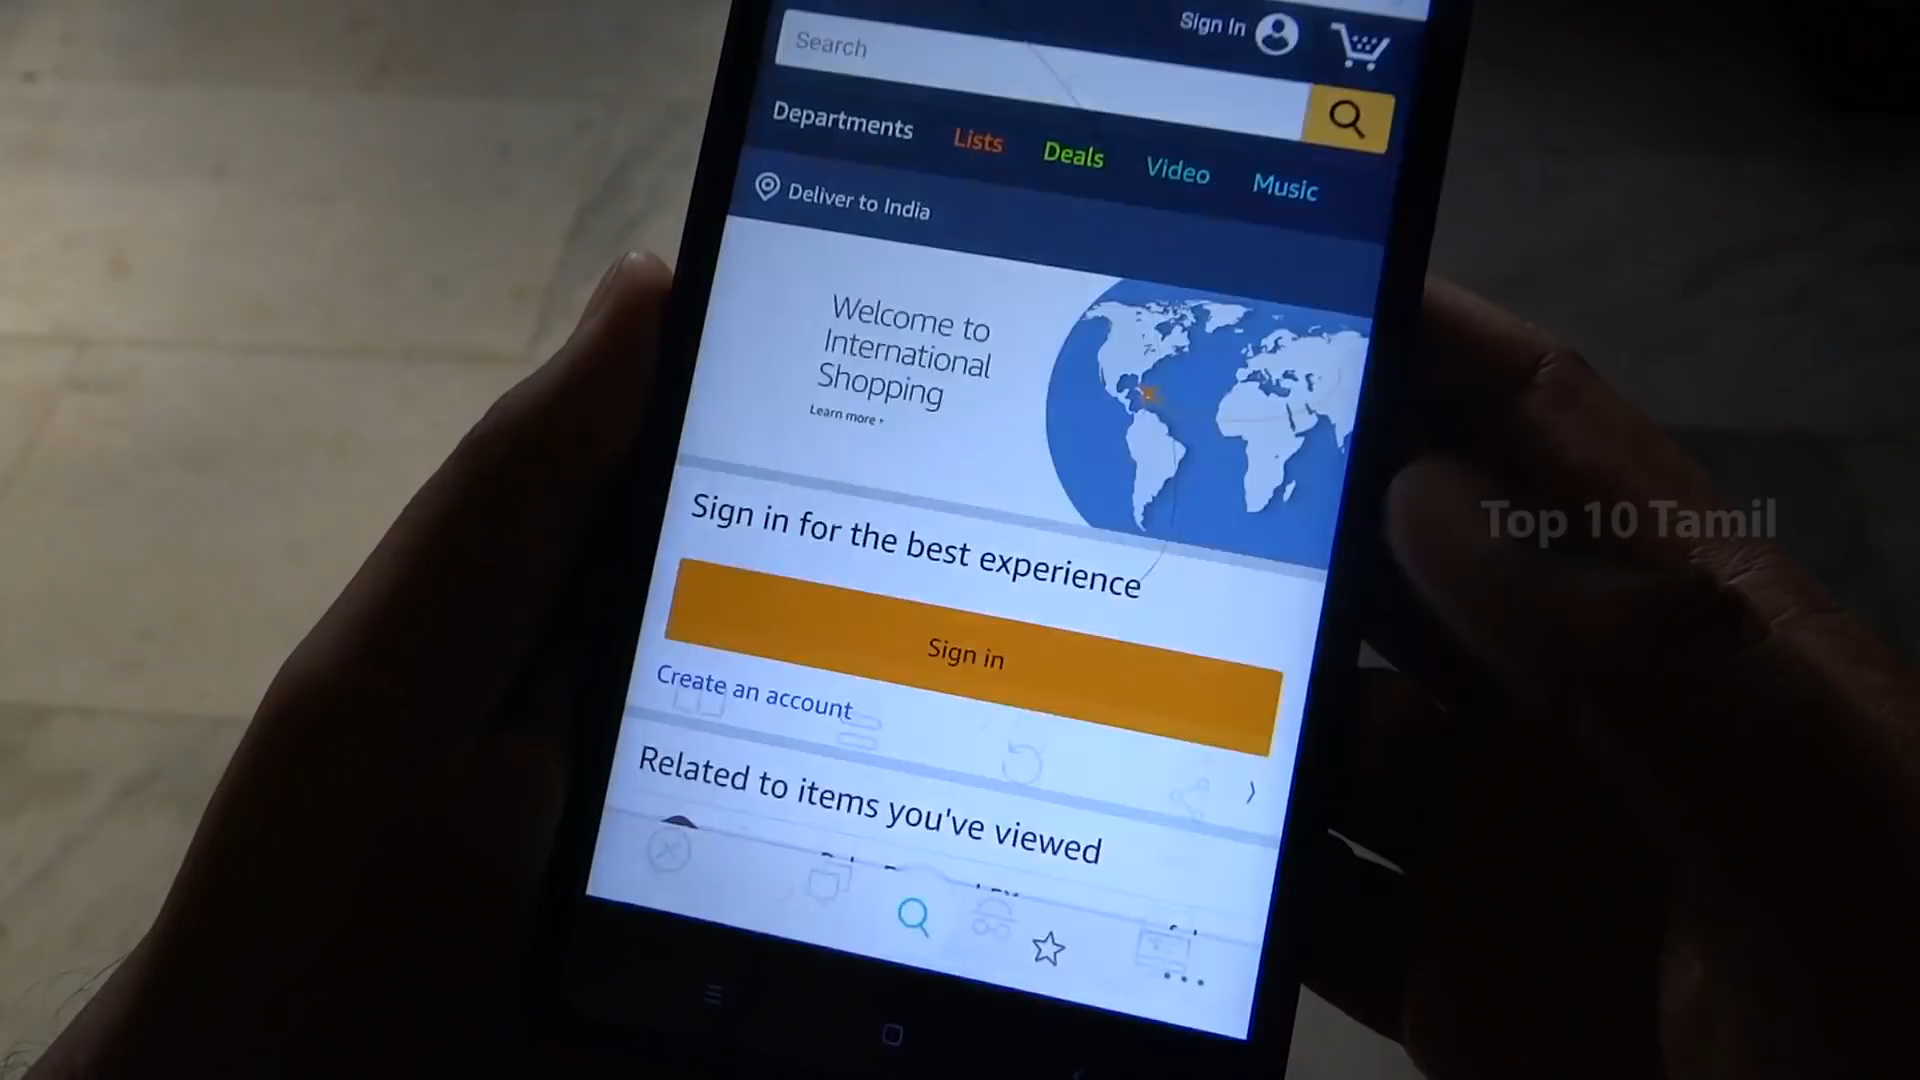 Sign In
Search
Departments Lists Deals Video Music
Deliver to India
Welcome to
International
Shopping
Learn more
Sign in for the best experience
Sign in
Create an account
Related to items you've viewed
Top 10 Tamil